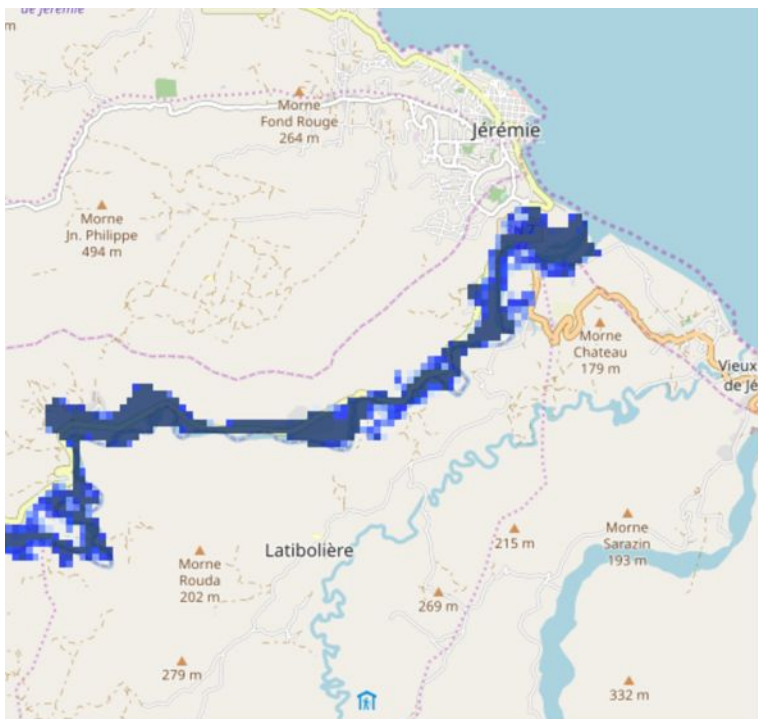 de Jérémie
m
Morne
Fond Rouge
264 m
Jérémie
Morne
Jn. Philippe
494 m
N 7
Morne
Chateau
179 m
Vieux
de Jé
Latibolière
Morne
Rouda
202 m
215 m
Morne
Sarazin
193 m
269 m
279 m
332 m